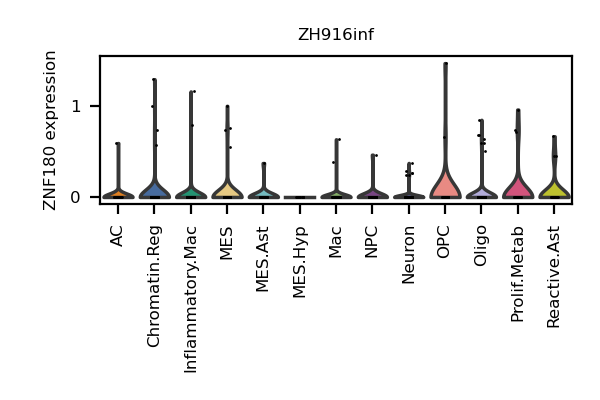 ZH916inf
ZNF180 expression
1
0
AC
Chromatin.Reg
Inflammatory.Mac
MES
MES.Ast
MES.Hyp
Mac
NPC
Neuron
OPC
Oligo
Prolif.Metab
Reactive.Ast